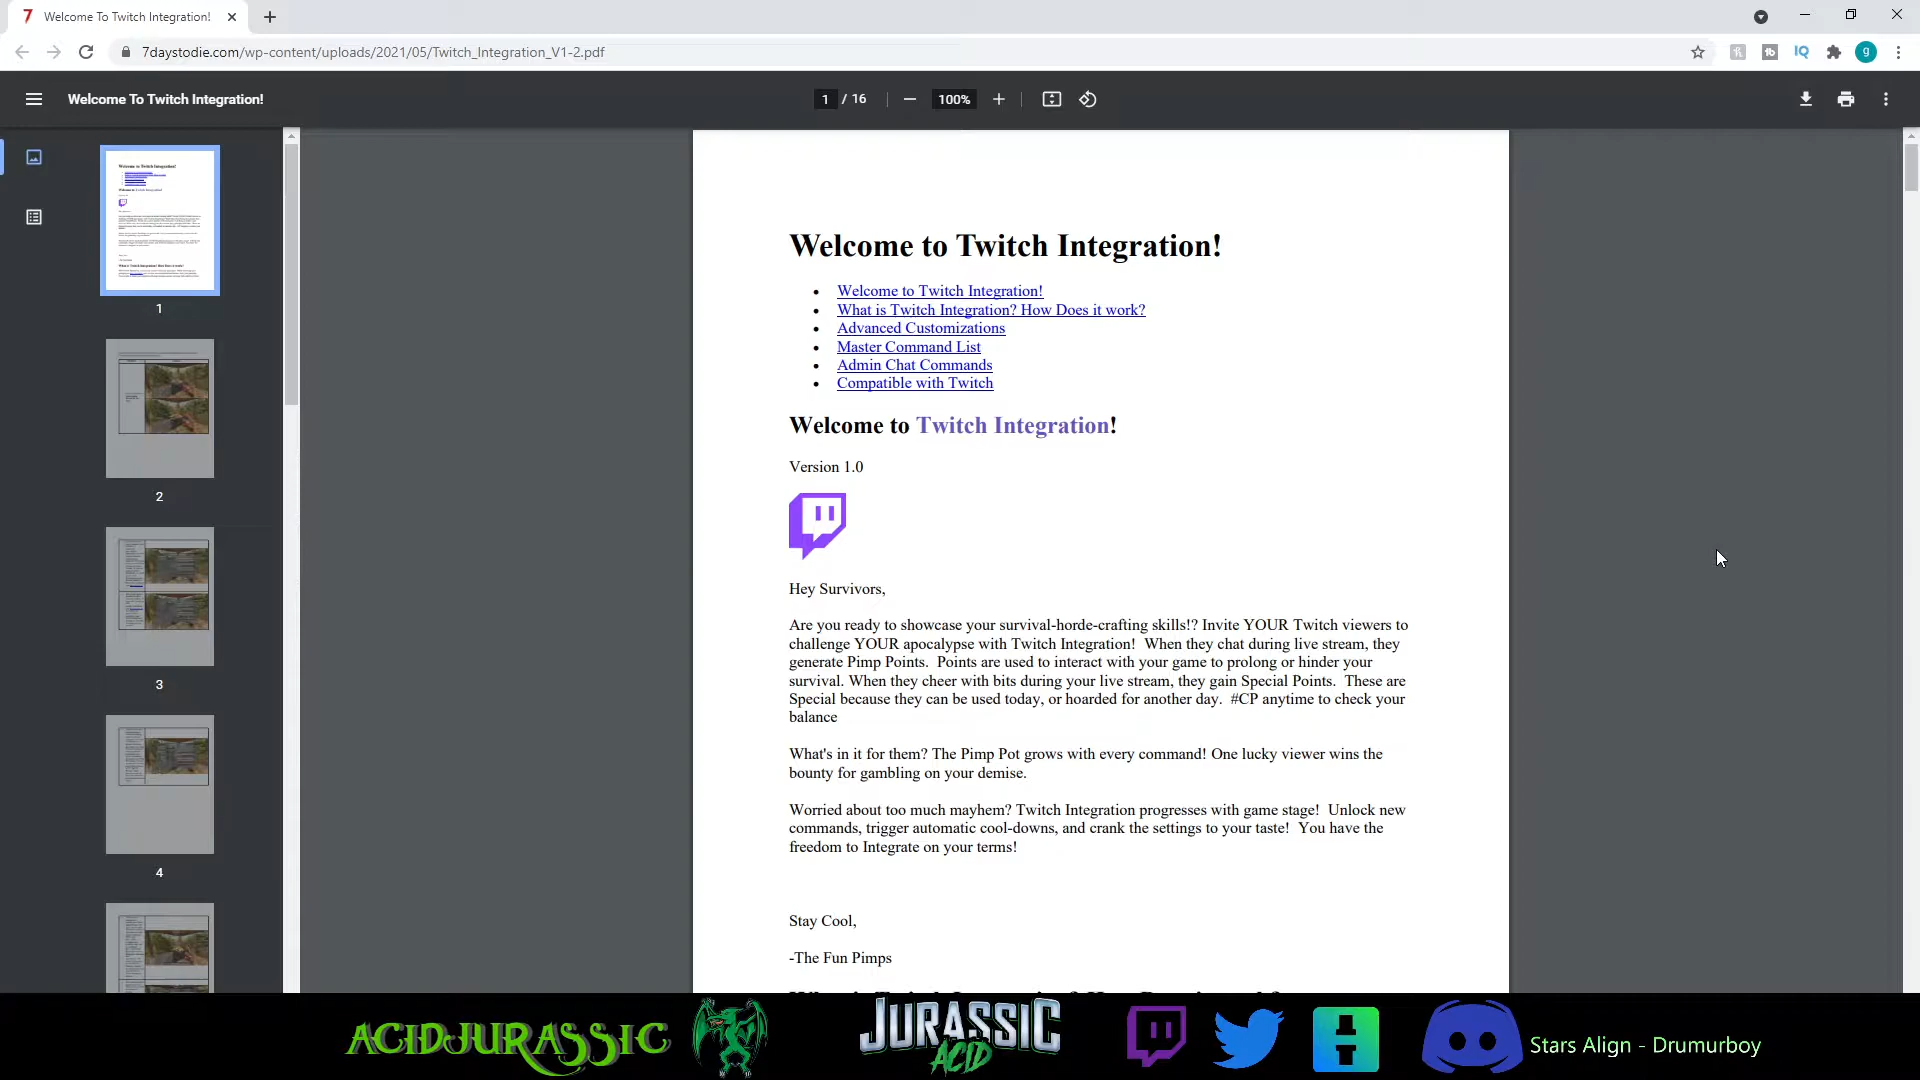 Welcome To Twitch Integration!
7daystodie.com/wp-content/uploads/2021/05/Twitch_Integration_V1-2.pdf
Welcome To Twitch Integration!
1 / 16
100%
1
2
3
4
Welcome to Twitch Integration!
Welcome to Twitch Integration!
What is Twitch Integration? How Does it work?
Advanced Customizations
Master Command List
Admin Chat Commands
Compatible with Twitch
Welcome to Twitch Integration!
Version 1.0
Hey Survivors,
Are you ready to showcase your survival-horde-crafting skills!? Invite YOUR Twitch viewers to
challenge YOUR apocalypse with Twitch Integration!  When they chat during live stream, they
generate Pimp Points.  Points are used to interact with your game to prolong or hinder your
survival. When they cheer with bits during your live stream, they gain Special Points.  These are
Special because they can be used today, or hoarded for another day.  #CP anytime to check your
balance
What's in it for them? The Pimp Pot grows with every command! One lucky viewer wins the
bounty for gambling on your demise.
Worried about too much mayhem? Twitch Integration progresses with game stage!  Unlock new
commands, trigger automatic cool-downs, and crank the settings to your taste!  You have the
freedom to Integrate on your terms!
Stay Cool,
-The Fun Pimps
ACIDJURASSIC
JURASSIC
ACID
Stars Align - Drumurboy